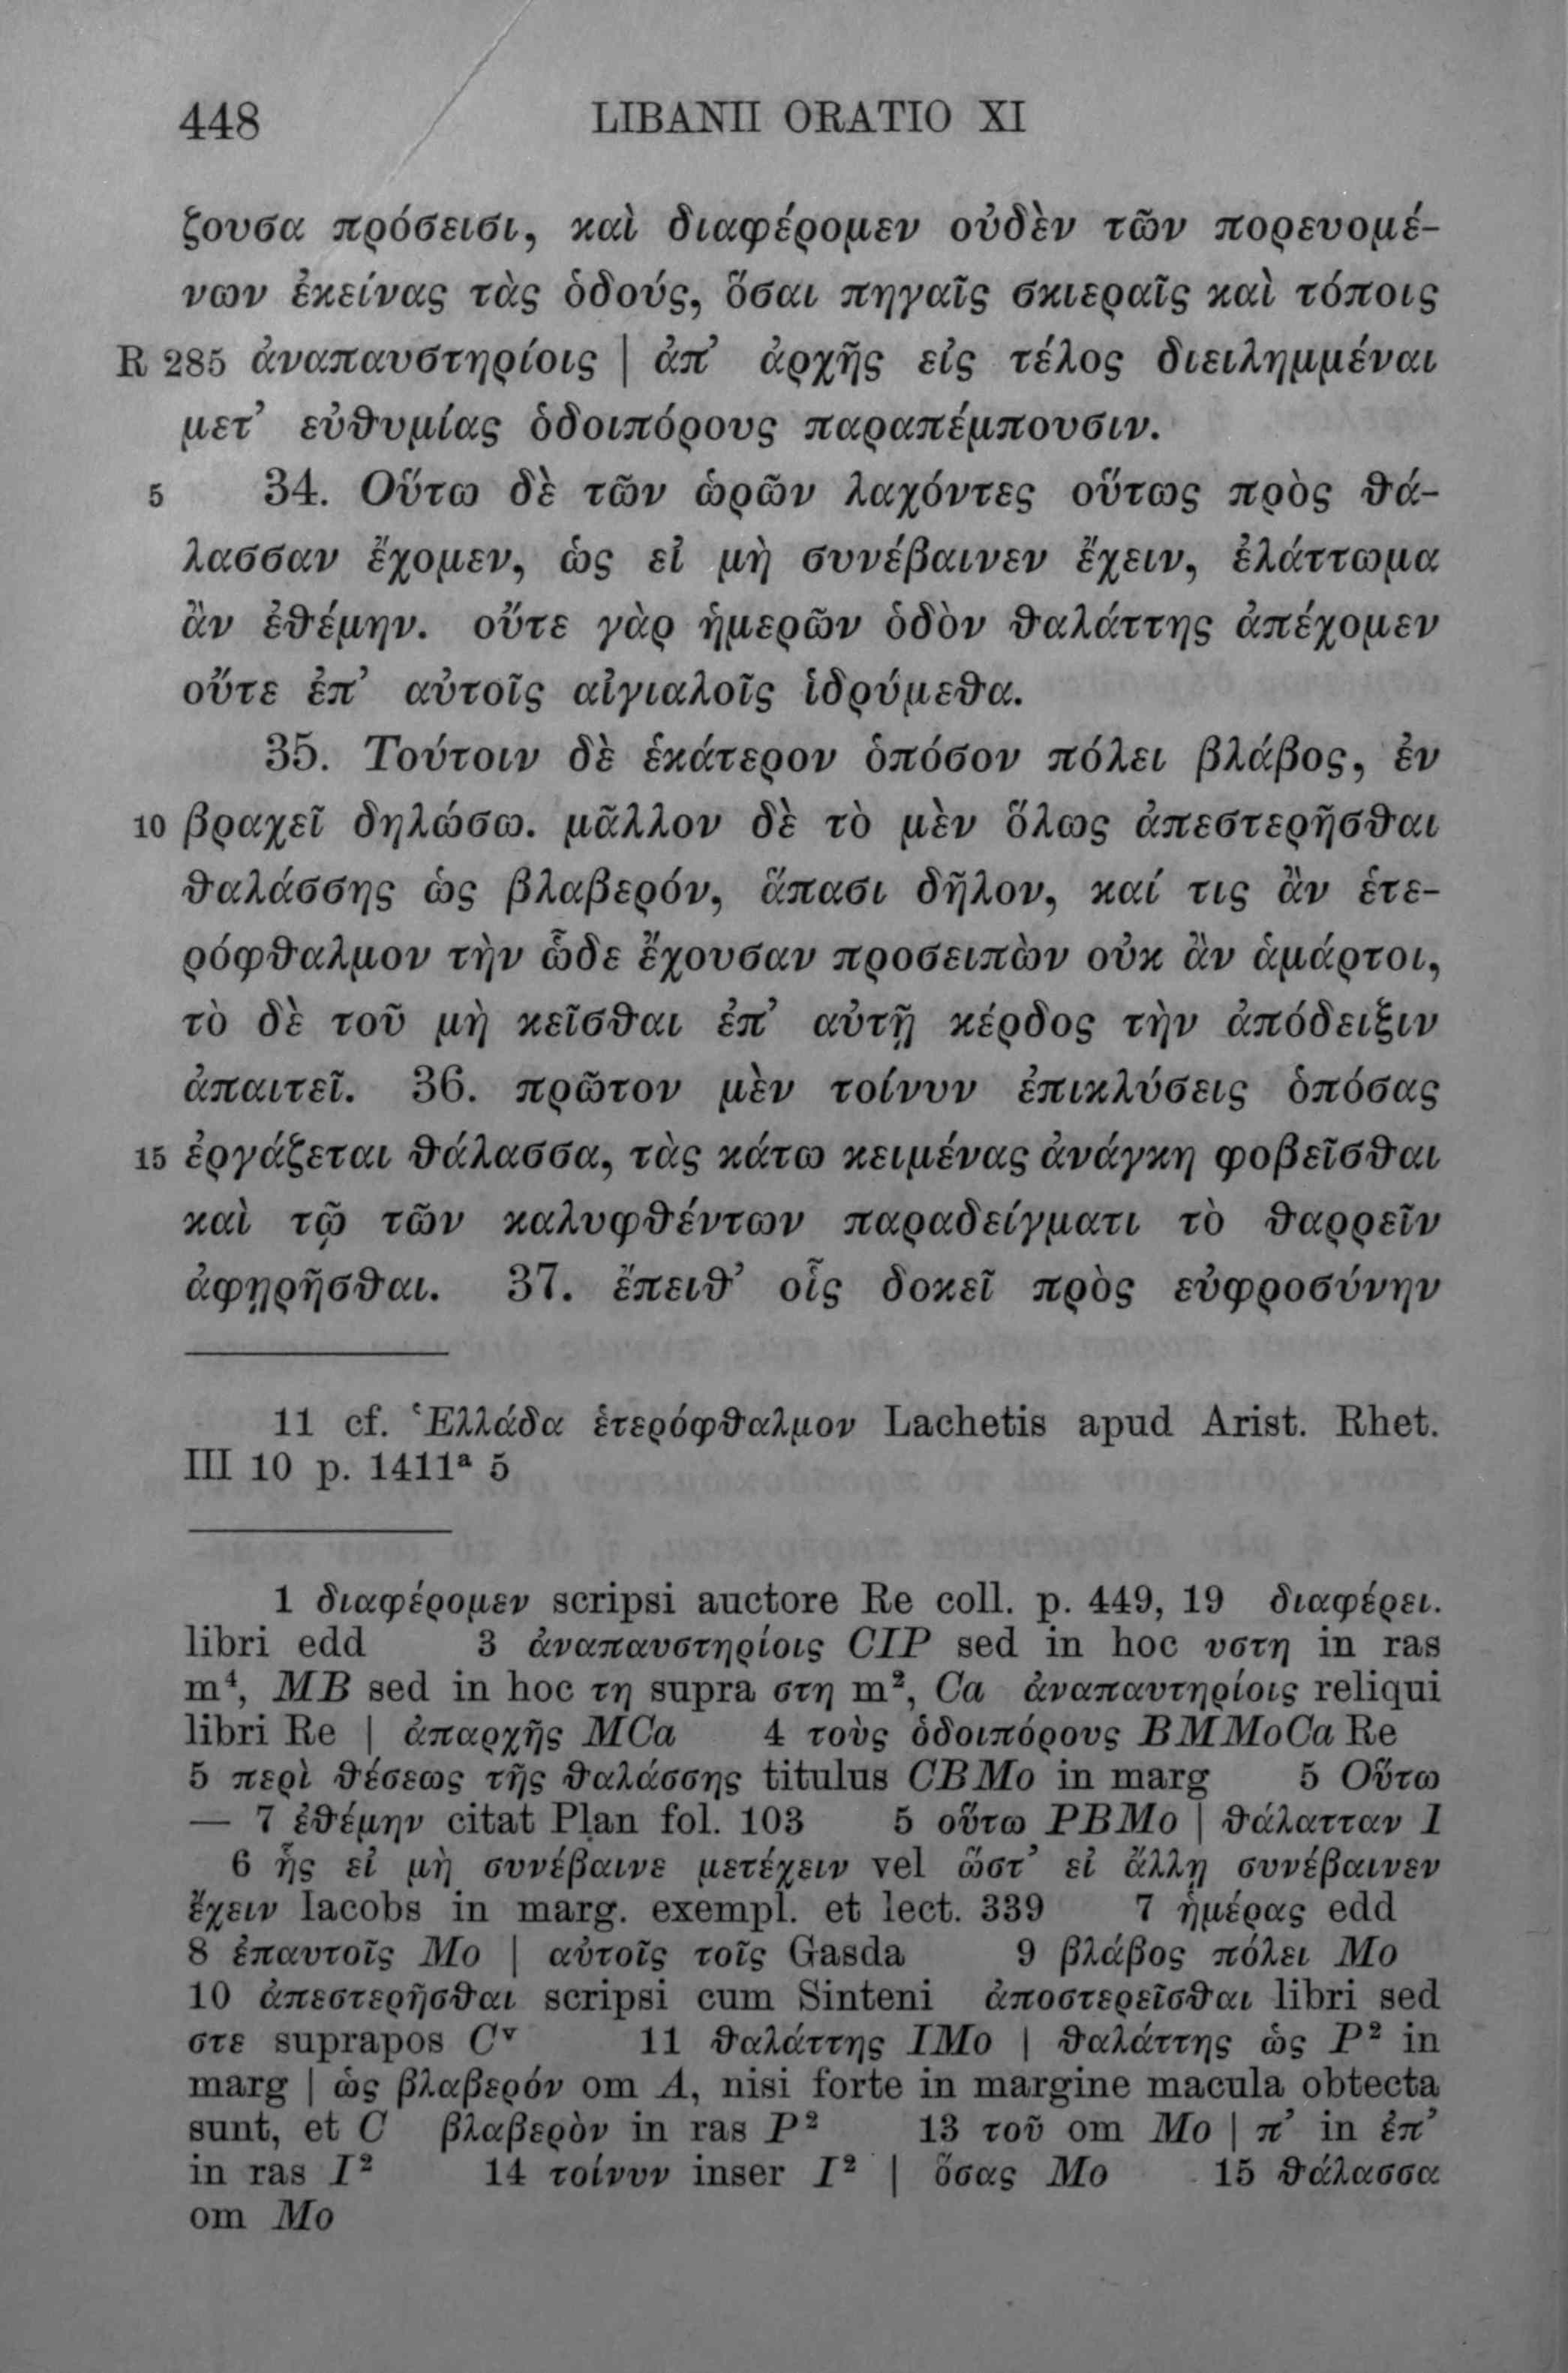 448 LIBANII ORATIO XI
ζουσα πρόσεισι, καὶ διαφέρομεν οὐδὲν τῶν πορευομέ-
νων ἐκείνας τὰς ὁδούς, ὅσαι πηγαῖς σκιεραῖς καὶ τόποις
R 285 ἀναπαυστηρίοις | ἀπ’ ἀρχῆς εἰς τέλος διειλημμέναι
μετ’ εὐθυμίας ὁδοιπόρους παραπέμπουσιν.
5 34. Οὕτω δὲ τῶν ὡρῶν λαχόντες οὕτως πρὸς θά-
λασσαν ἔχομεν, ὡς εἰ μὴ συνέβαινεν ἔχειν, ἐλάττωμα
ἂν ἐθέμην. οὔτε γὰρ ἡμερῶν ὁδὸν θαλάττης ἀπέχομεν
οὔτε ἐπ’ αὐτοῖς αἰγιαλοῖς ἱδρύμεθα.
35. Τούτοιν δὲ ἑκάτερον ὁπόσον πόλει βλάβος, ἐν
10 βραχεῖ δηλώσω. μᾶλλον δὲ τὸ μὲν ὅλως ἀπεστερῆσθαι
θαλάσσης ὡς βλαβερόν, ἅπασι δῆλον, καί τις ἂν ἑτε-
ρόφθαλμον τὴν ὧδε ἔχουσαν προσειπὼν οὐκ ἂν ἁμάρτοι,
τὸ δὲ τοῦ μὴ κεῖσθαι ἐπ’ αὐτῇ κέρδος τὴν ἀπόδειξιν
ἀπαιτεῖ. 36. πρῶτον μὲν τοίνυν ἐπικλύσεις ὁπόσας
15 ἐργάζεται θάλασσα, τὰς κάτω κειμένας ἀνάγκη φοβεῖσθαι
καὶ τῷ τῶν καλυφθέντων παραδείγματι τὸ θαρρεῖν
ἀφῃρῆσθαι. 37. ἔπειθ’ οἷς δοκεῖ πρὸς εὐφροσύνην
11 cf. Ἑλλάδα ἑτερόφθαλμον Lachetis apud Arist. Rhet.
III 10 p. 1411ᵃ 5
1 διαφέρομεν scripsi auctore Re coll. p. 449, 19 διαφέρει.
libri edd 3 ἀναπαυστηρίοις CIP sed in hoc υστη in ras
m⁴, MB sed in hoc τη supra στη m², Ca ἀναπαυτηρίοις reliqui
libri Re | ἀπαρχῆς MCa 4 τοὺς ὁδοιπόρους BMMoCa Re
5 περὶ θέσεως τῆς θαλάσσης titulus CBMo in marg 5 Οὕτω
— 7 ἐθέμην citat Plan fol. 103 5 οὕτω PBMo | θάλατταν I
6 ἧς εἰ μὴ συνέβαινε μετέχειν vel ὥστ’ εἰ ἄλλῃ συνέβαινεν
ἔχειν Iacobs in marg. exempl. et lect. 339 7 ἡμέρας edd
8 ἐπαυτοῖς Mo | αὐτοῖς τοῖς Gasda 9 βλάβος πόλει Mo
10 ἀπεστερῆσθαι scripsi cum Sinteni ἀποστερεῖσθαι libri sed
στε suprapos Cᵛ 11 θαλάττης IMo | θαλάττης ὡς P² in
marg | ὡς βλαβερόν om A, nisi forte in margine macula obtecta
sunt, et C βλαβερὸν in ras P² 13 τοῦ om Mo | π’ in ἐπ’
in ras I² 14 τοίνυν inser I² | ὅσας Mo 15 θάλασσα
om Mo